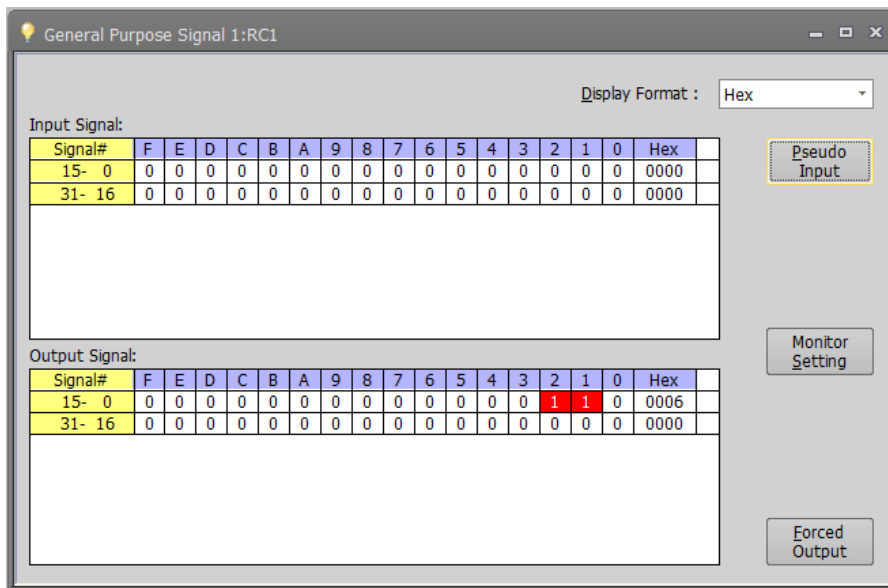 General Purpose Signal 1:RC1
Display Format : Hex
Input Signal:
Signal# F E D C B A 9 8 7 6 5 4 3 2 1 0 Hex
15- 0 0 0 0 0 0 0 0 0 0 0 0 0 0 0 0 0 0000
31- 16 0 0 0 0 0 0 0 0 0 0 0 0 0 0 0 0 0000
Pseudo
Input
Monitor
Setting
Output Signal:
Signal# F E D C B A 9 8 7 6 5 4 3 2 1 0 Hex
15- 0 0 0 0 0 0 0 0 0 0 0 0 0 0 1 1 0 0006
31- 16 0 0 0 0 0 0 0 0 0 0 0 0 0 0 0 0 0000
Forced
Output